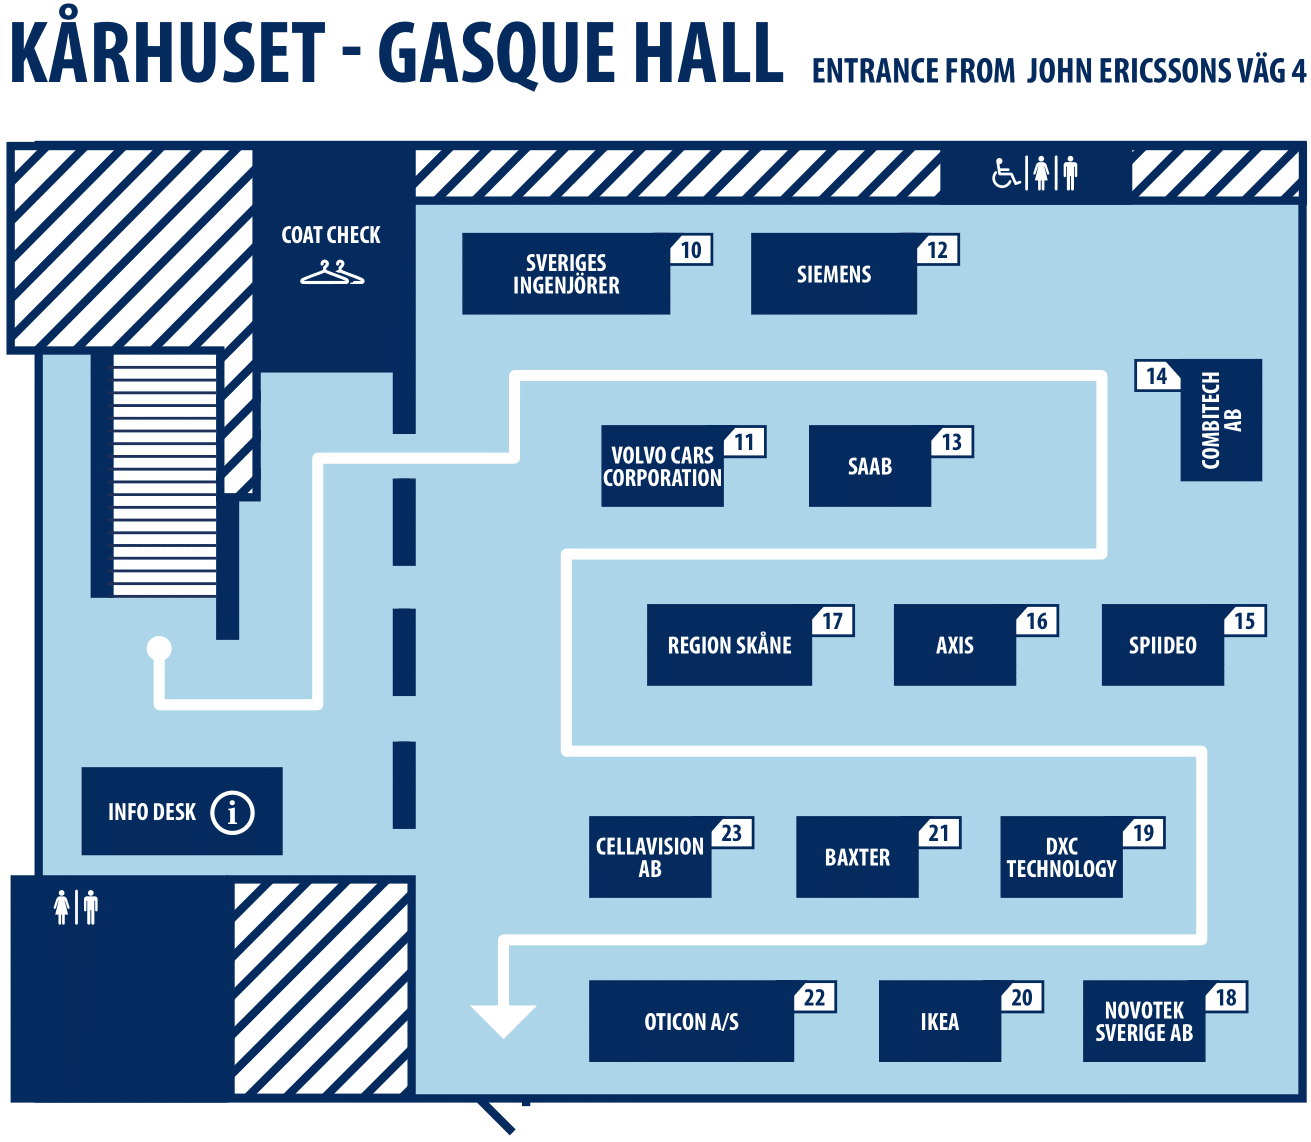 KÅRHUSET - GASQUE HALL
ENTRANCE FROM JOHN ERICSSONS VÄG 4
COAT CHECK
SVERIGES
INGENJÖRER
10
SIEMENS
12
14
COMBITECH
AB
VOLVO CARS
CORPORATION
11
SAAB
13
REGION SKÅNE
17
AXIS
16
SPIIDEO
15
INFO DESK i
CELLAVISION
AB
23
BAXTER
21
DXC
TECHNOLOGY
19
OTICON A/S
22
IKEA
20
NOVOTEK
SVERIGE AB
18